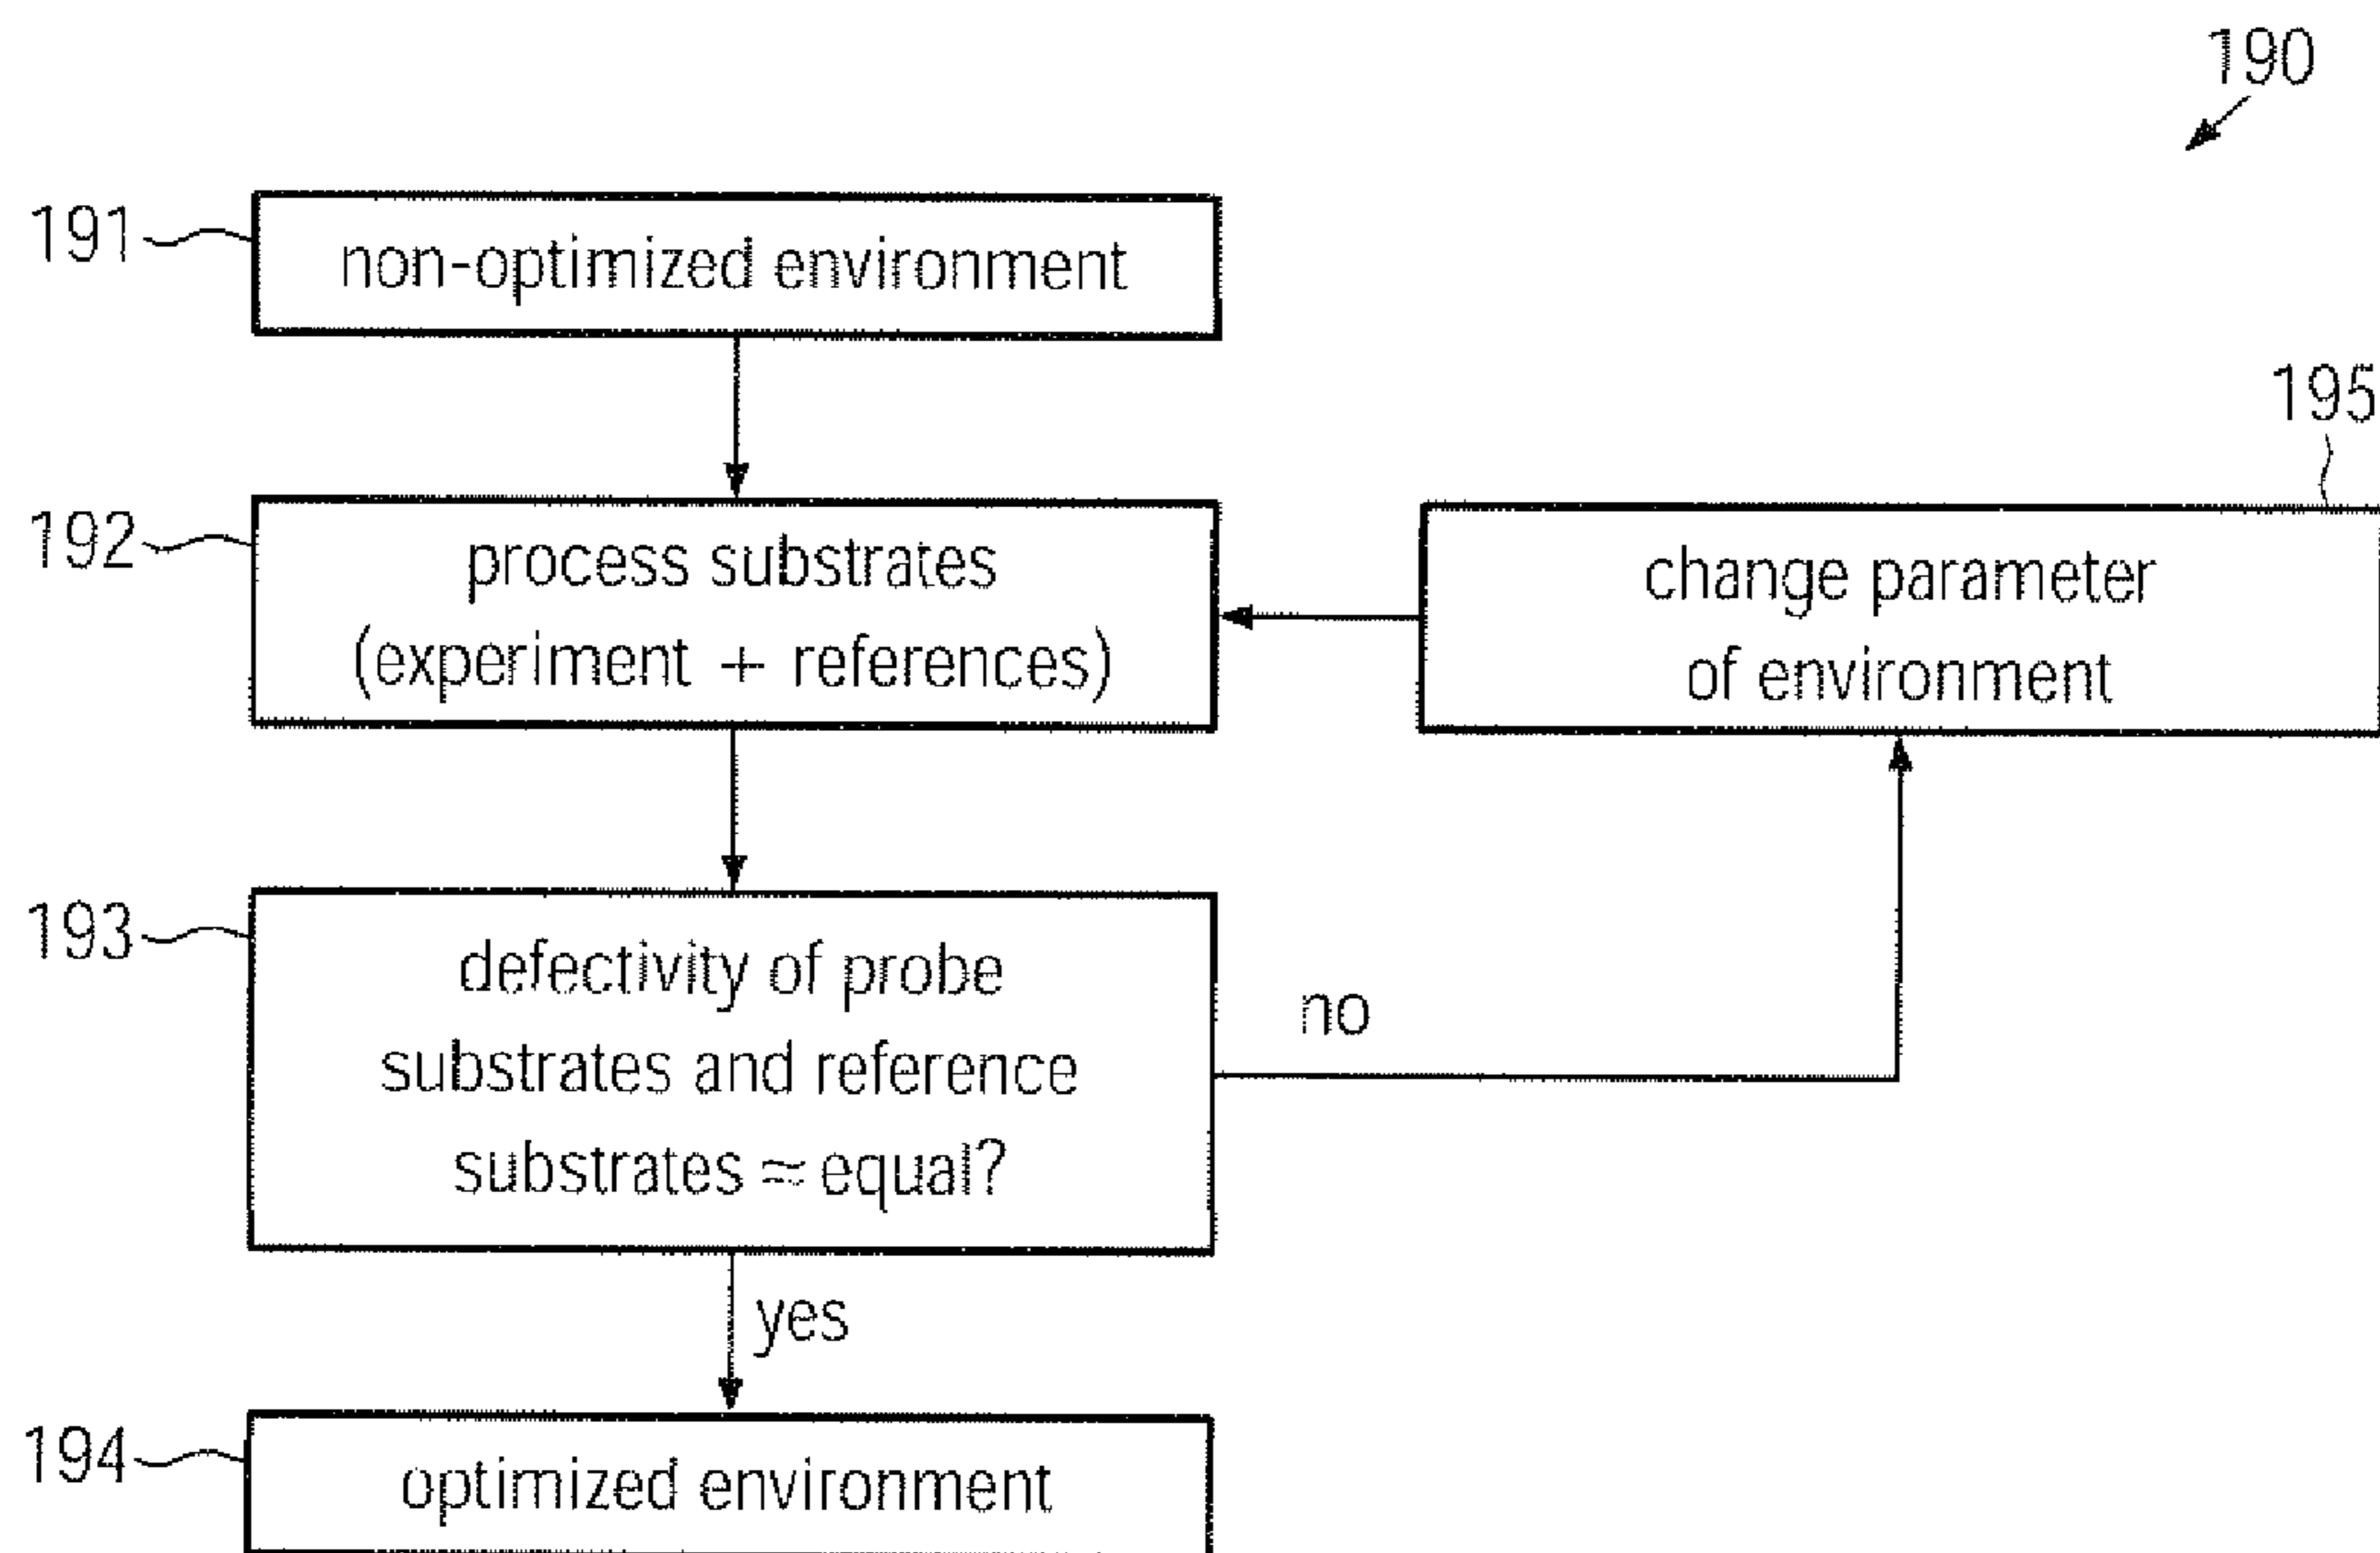 190
191
non-optimized environment
195
192
process substrates
(experiment + references)
change parameter
of environment
193
defectivity of probe
substrates and reference
substrates ≈ equal?
no
yes
194
optimized environment